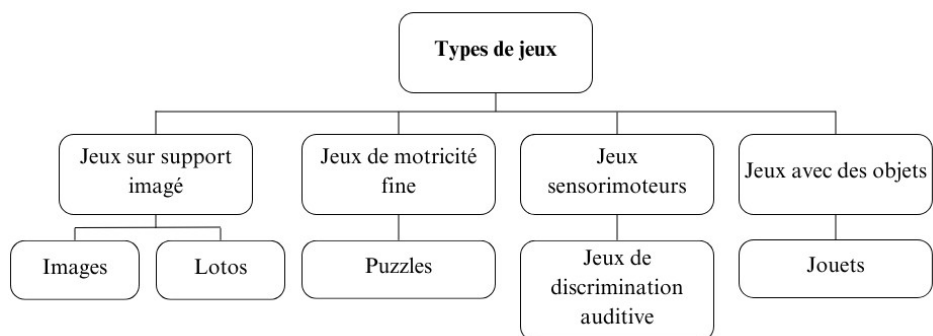 Types de jeux
Jeux sur support
imagé
Jeux de motricité
fine
Jeux
sensorimoteurs
Jeux avec des objets
Images
Lotos
Puzzles
Jeux de
discrimination
auditive
Jouets